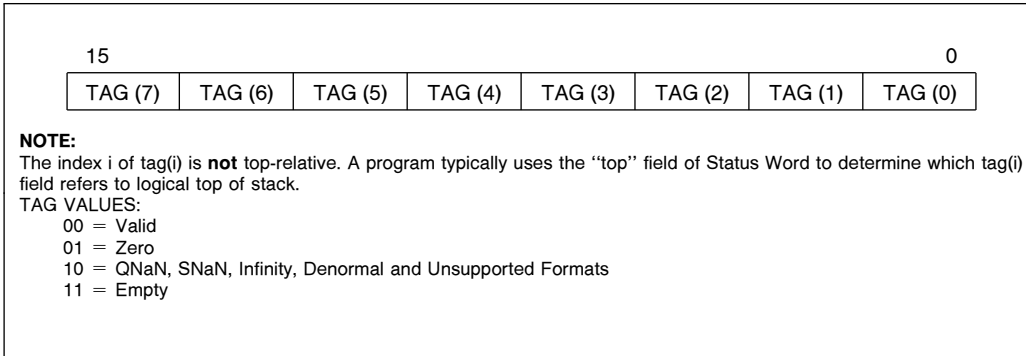 15 0
TAG (7) TAG (6) TAG (5) TAG (4) TAG (3) TAG (2) TAG (1) TAG (0)
NOTE:
The index i of tag(i) is not top-relative. A program typically uses the ‘‘top’’ field of Status Word to determine which tag(i)
field refers to logical top of stack.
TAG VALUES:
00 = Valid
01 = Zero
10 = QNaN, SNaN, Infinity, Denormal and Unsupported Formats
11 = Empty